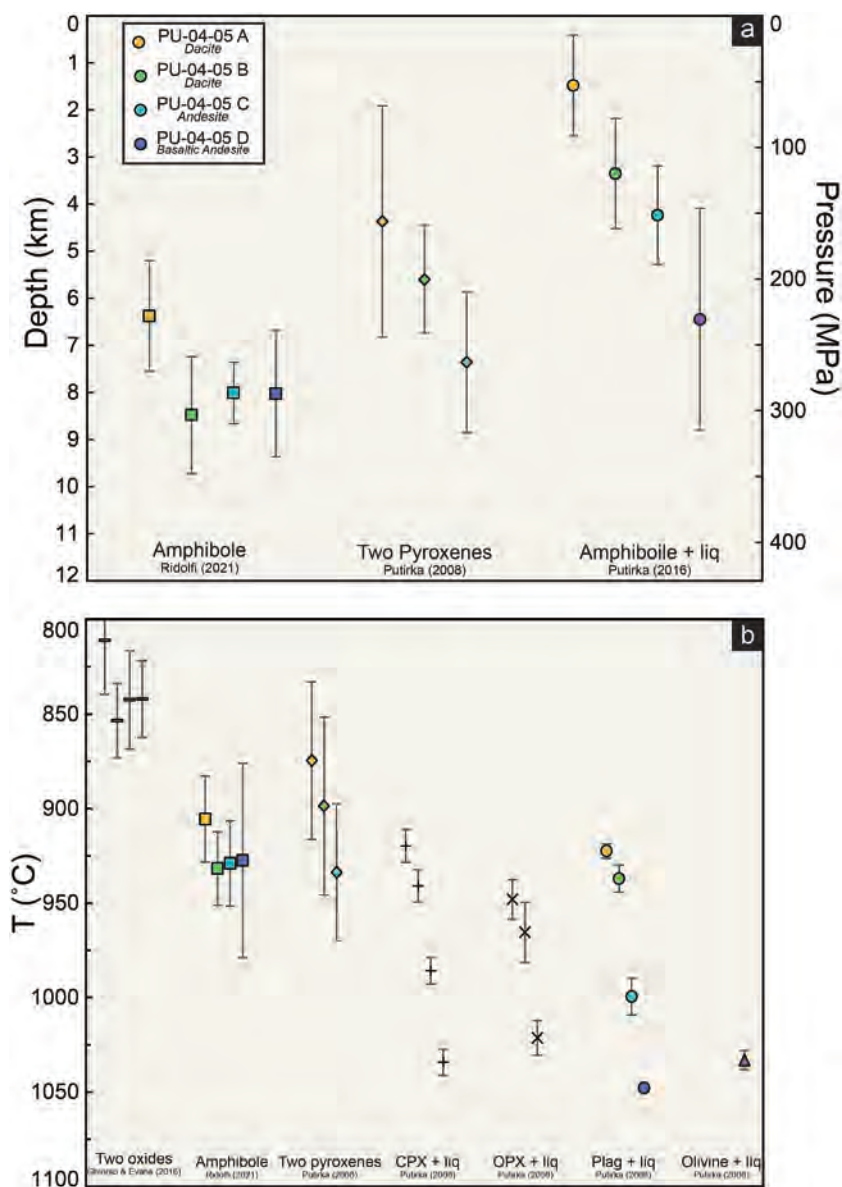 a
PU-04-05 A
Dacite
PU-04-05 B
Dacite
PU-04-05 C
Andesite
PU-04-05 D
Basaltic Andesite
0
1
2
3
4
5
6
7
8
9
10
11
12
Depth (km)
0
100
200
300
400
Pressure (MPa)
Amphibole
Ridolfi (2021)
Two Pyroxenes
Putirka (2008)
Amphiboile + liq
Putirka (2016)
b
800
850
900
950
1000
1050
1100
T (°C)
Two oxides
Ghiorso & Evans (2016)
Amphibole
Ridolfi (2021)
Two pyroxenes
Putirka (2008)
CPX + liq
Putirka (2008)
OPX + liq
Putirka (2008)
Plag + liq
Putirka (2008)
Olivine + liq
Putirka (2008)